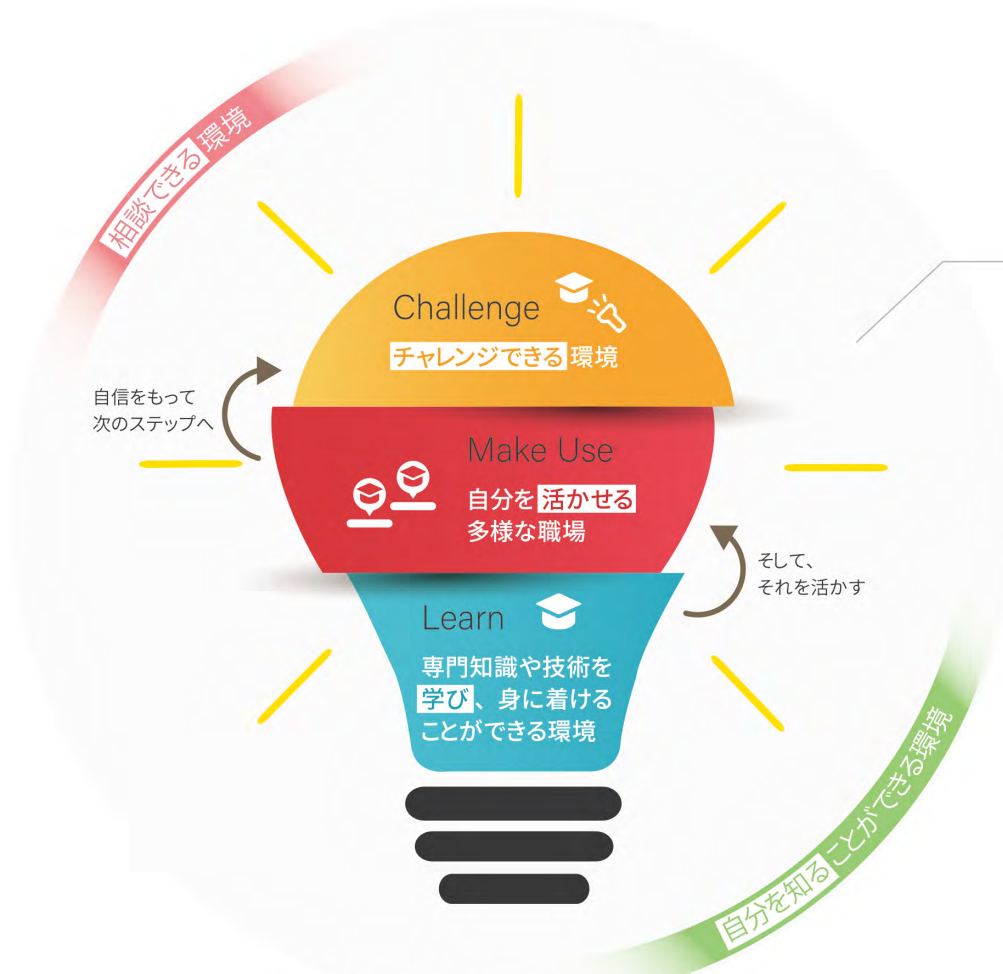 相談できる環境
Challenge
チャレンジできる環境
自信をもって
次のステップへ
Make Use
自分を活かせる
多様な職場
そして、
それを活かす
Learn
専門知識や技術を
学び、身に着ける
ことができる環境
自分を知ることができる環境